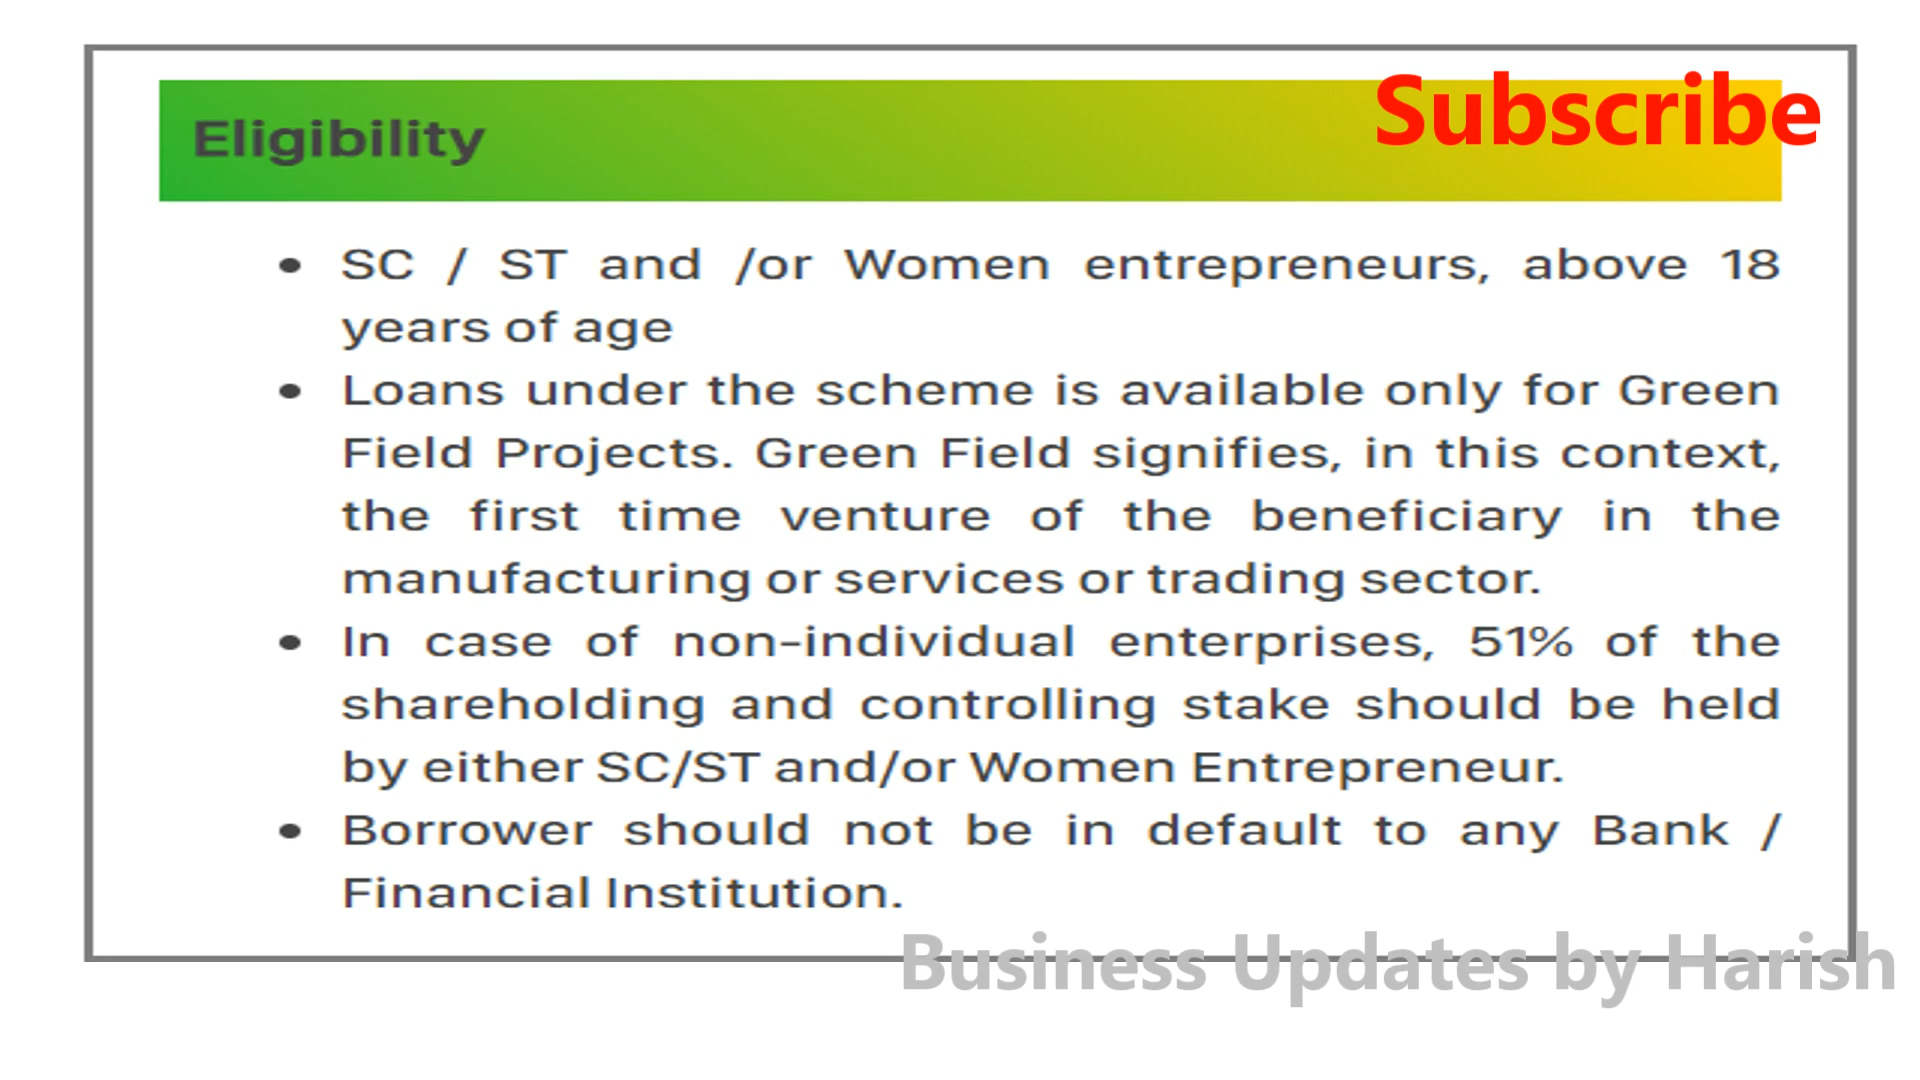 Subscribe
Eligibility
• SC / ST and /or Women entrepreneurs, above 18
years of age
• Loans under the scheme is available only for Green
Field Projects. Green Field signifies, in this context,
the first time venture of the beneficiary in the
manufacturing or services or trading sector.
• In case of non-individual enterprises, 51% of the
shareholding and controlling stake should be held
by either SC/ST and/or Women Entrepreneur.
• Borrower should not be in default to any Bank /
Financial Institution.
Business Updates by Harish